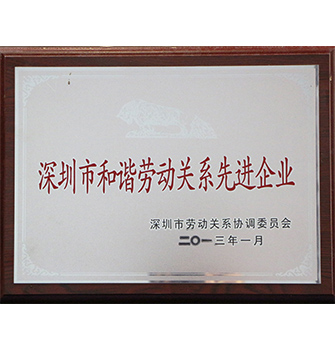 深圳市和谐劳动关系先进企业
深圳市劳动关系协调委员会
二〇一三年一月